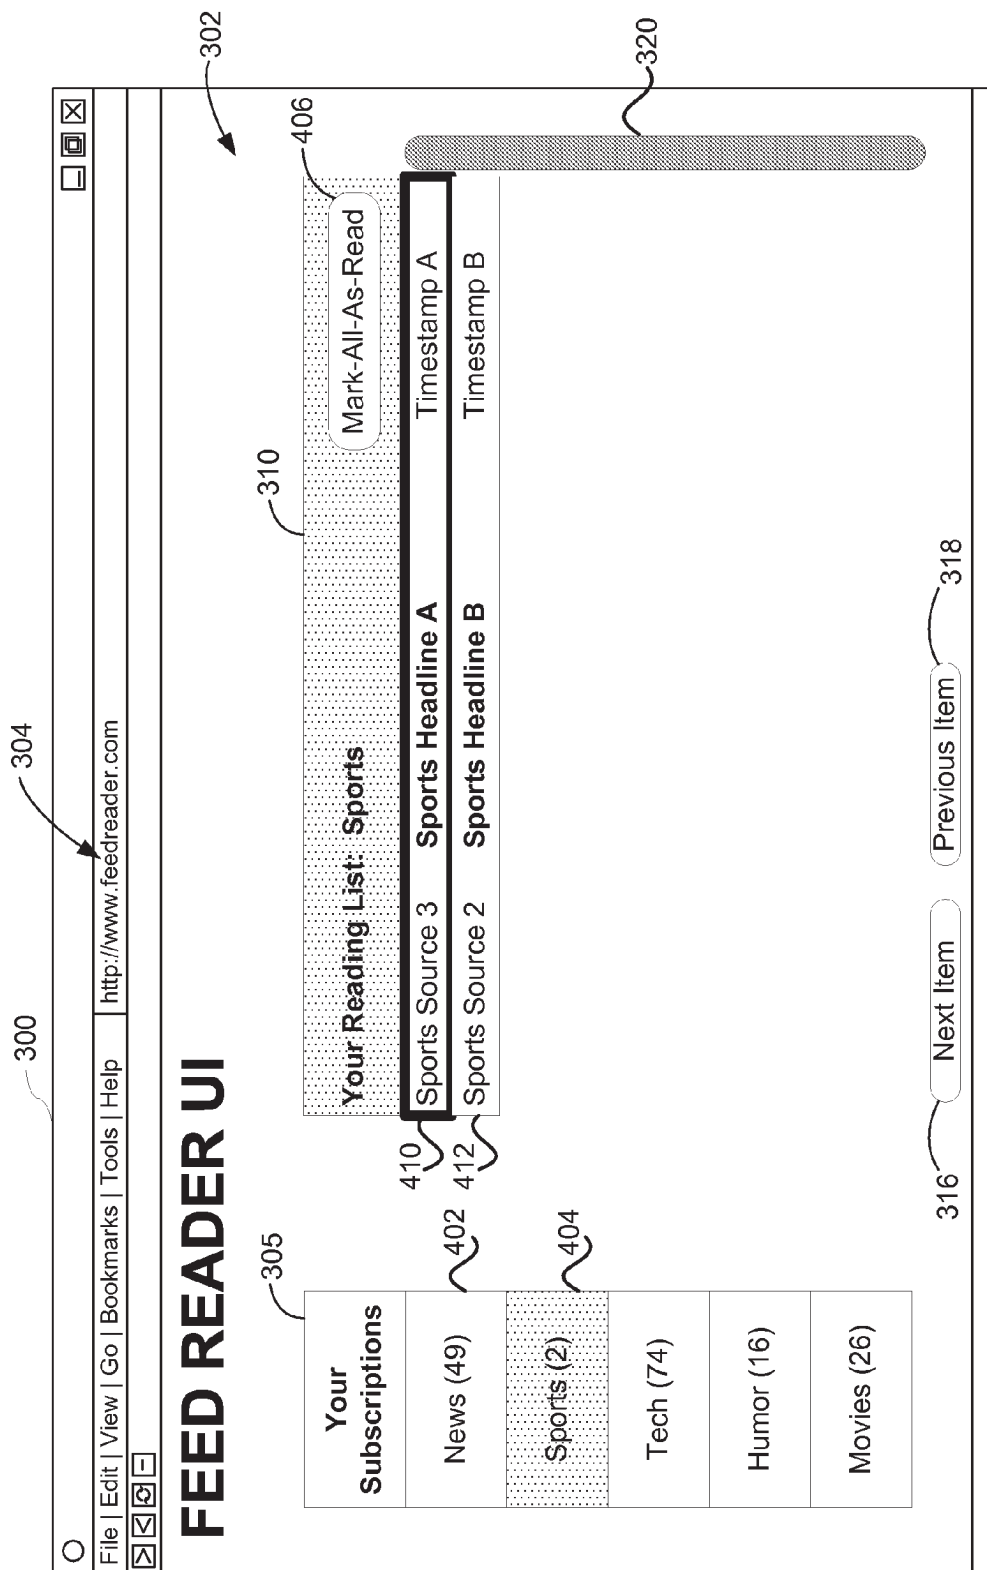 300
304
302
File | Edit | View | Go | Bookmarks | Tools | Help
http://www.feedreader.com
FEED READER UI
305
Your
Subscriptions
News (49)
402
Sports (2)
404
Tech (74)
Humor (16)
Movies (26)
310
406
Your Reading List: Sports
Mark-All-As-Read
410
Sports Source 3 Sports Headline A Timestamp A
412
Sports Source 2 Sports Headline B Timestamp B
320
316
Next Item
Previous Item
318